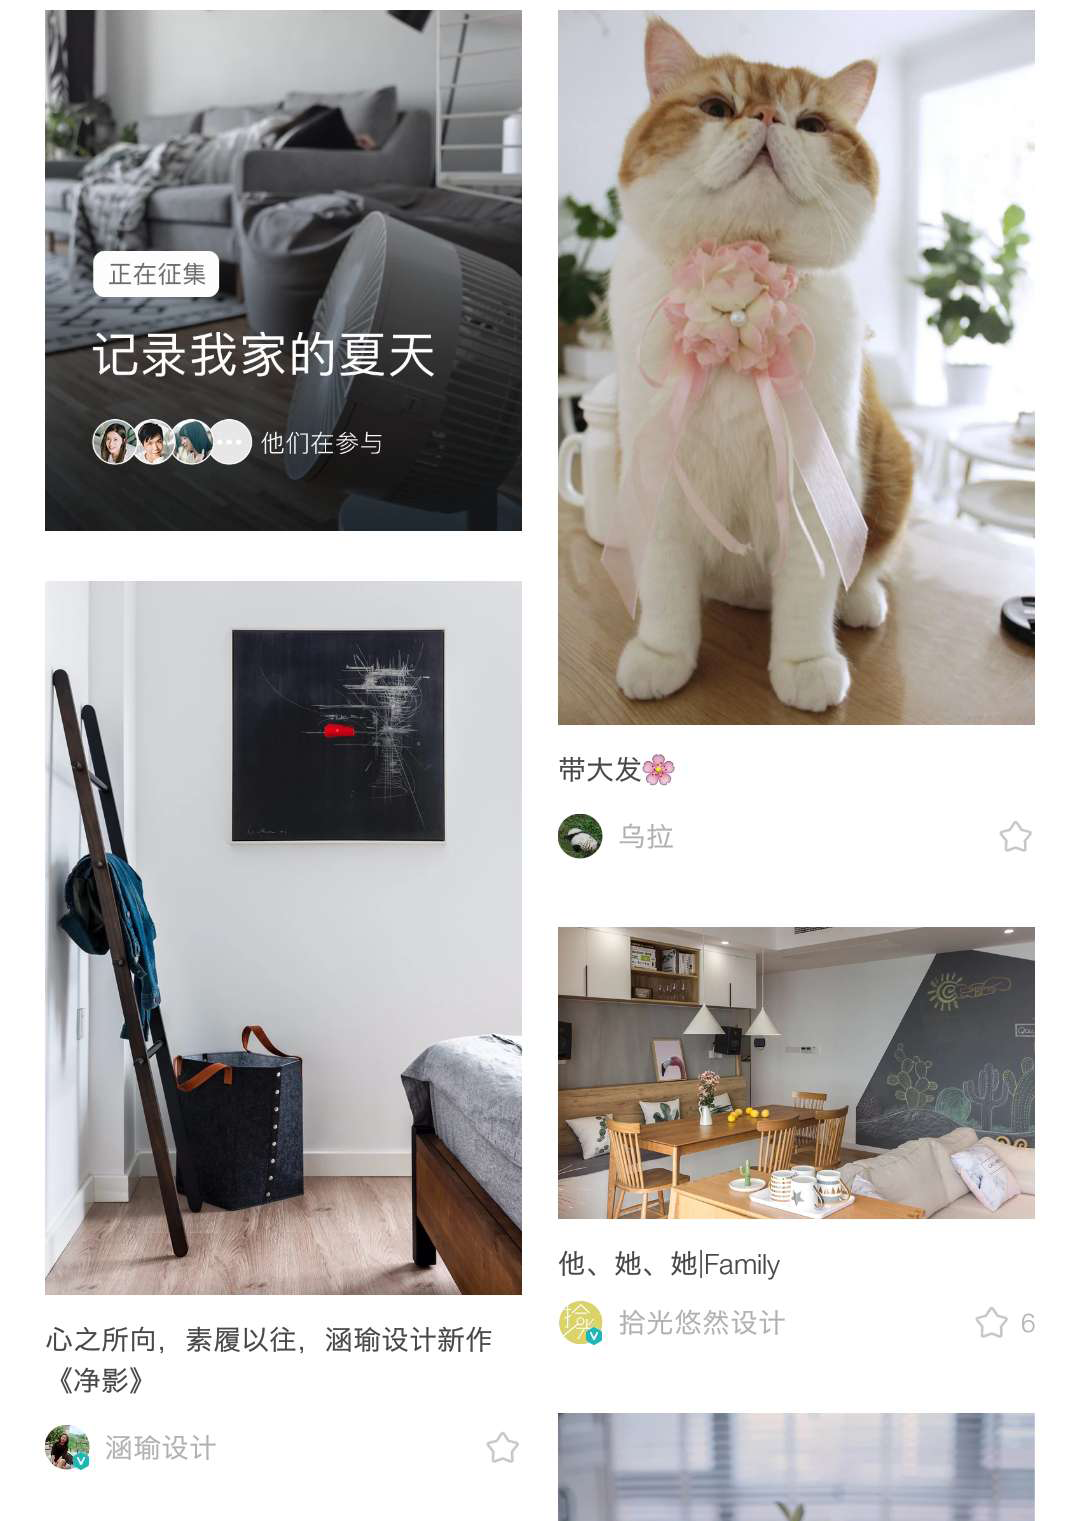 正在征集
记录我家的夏天
他们在参与
心之所向，素履以往，涵瑜设计新作
《净影》
涵瑜设计
带大发🌸
乌拉
他、她、她|Family
拾光悠然设计
6